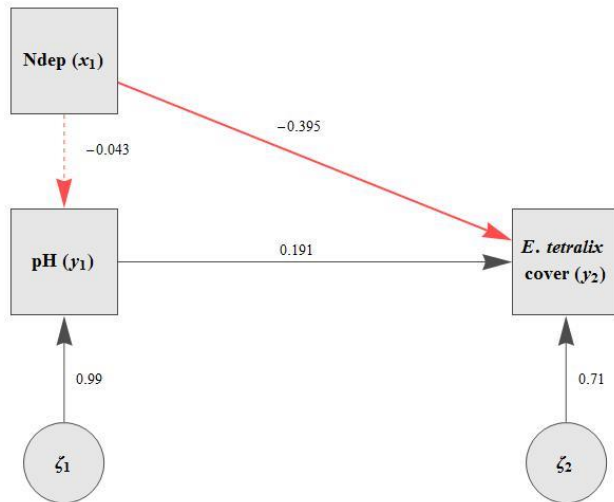 Ndep (x₁)
−0.395
−0.043
pH (y₁)
0.191
E. tetralix
cover (y₂)
0.99
0.71
ζ₁
ζ₂